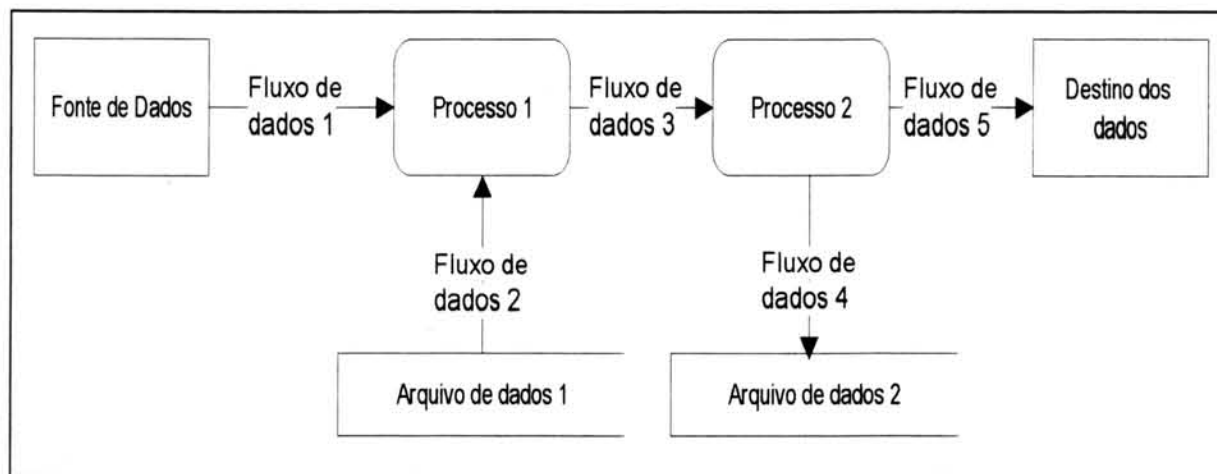 Fonte de Dados
Fluxo de
dados 1
Processo 1
Fluxo de
dados 3
Processo 2
Fluxo de
dados 5
Destino dos
dados
Fluxo de
dados 2
Fluxo de
dados 4
Arquivo de dados 1
Arquivo de dados 2